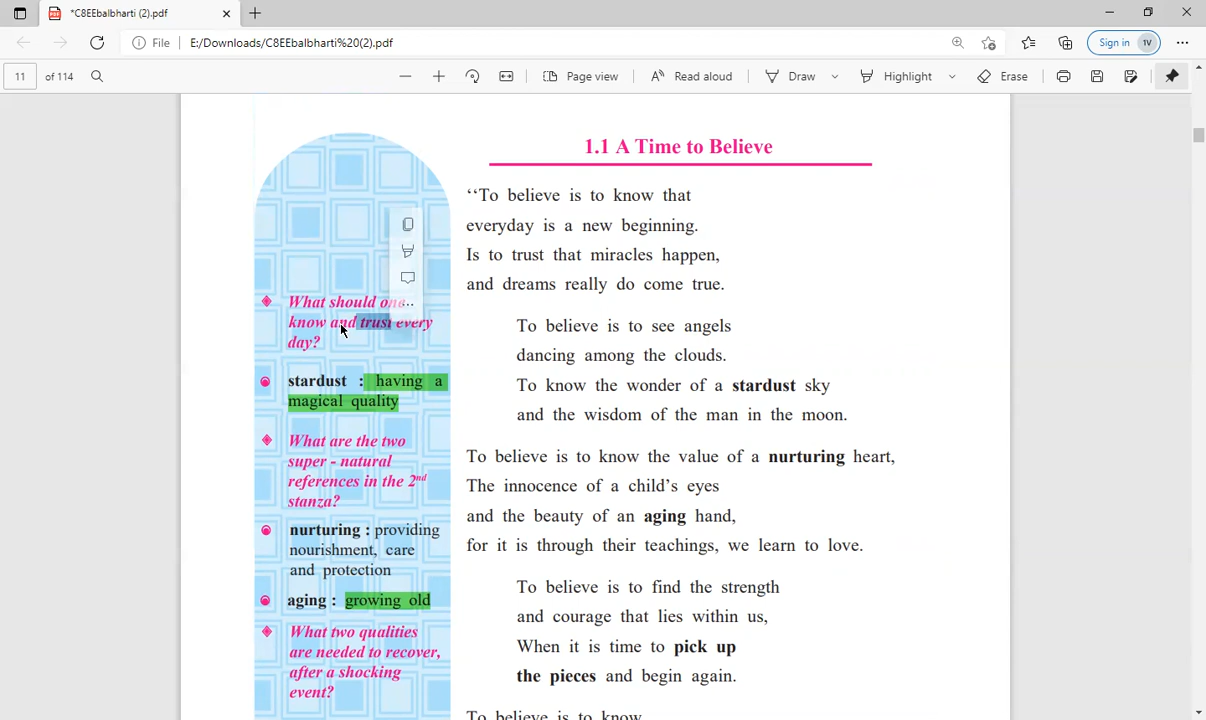 *C8EEbalbharti (2).pdf
File
E:/Downloads/C8EEbalbharti%20(2).pdf
Sign in
TV
11 of 114
Page view
Read aloud
Draw
Highlight
Erase
1.1 A Time to Believe
‘‘To believe is to know that
everyday is a new beginning.
Is to trust that miracles happen,
and dreams really do come true.
To believe is to see angels
dancing among the clouds.
To know the wonder of a stardust sky
and the wisdom of the man in the moon.
To believe is to know the value of a nurturing heart,
The innocence of a child’s eyes
and the beauty of an aging hand,
for it is through their teachings, we learn to love.
To believe is to find the strength
and courage that lies within us,
When it is time to pick up
the pieces and begin again.
To believe is to know
What should one
know and trust every
day?
stardust : having a
magical quality
What are the two
super - natural
references in the 2nd
stanza?
nurturing : providing
nourishment, care
and protection
aging : growing old
What two qualities
are needed to recover,
after a shocking
event?